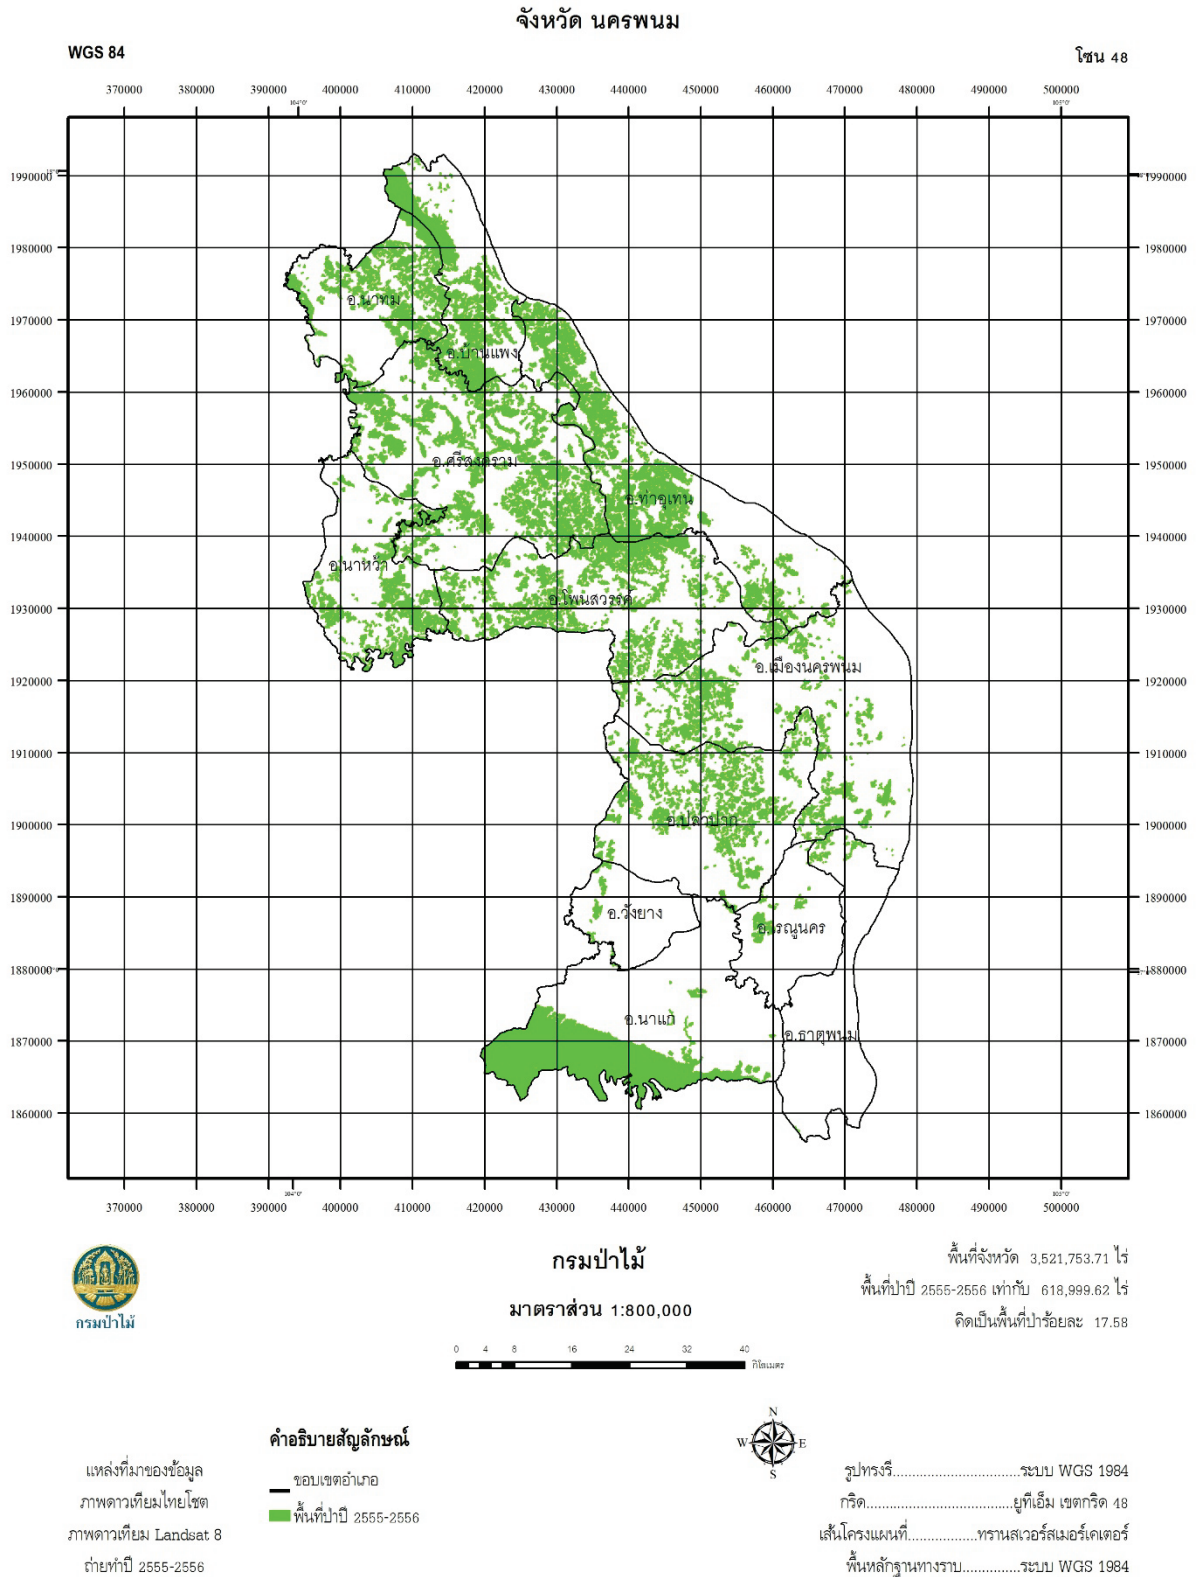 จังหวัด นครพนม
WGS 84
โซน 48
370000 380000 390000 400000 410000 420000 430000 440000 450000 460000 470000 480000 490000 500000
1990000 1990000
1980000 1980000
1970000 1970000
1960000 1960000
1950000 1950000
1940000 1940000
1930000 1930000
1920000 1920000
1910000 1910000
1900000 1900000
1890000 1890000
1880000 1880000
1870000 1870000
1860000 1860000
อ.นาทม
อ.บ้านแพง
อ.ศรีสงคราม
อ.ท่าอุเทน
อ.นาหว้า
อ.โพนสวรรค์
อ.เมืองนครพนม
อ.ปลาปาก
อ.วังยาง
อ.เรณูนคร
อ.นาแก
อ.ธาตุพนม
370000 380000 390000 400000 410000 420000 430000 440000 450000 460000 470000 480000 490000 500000
กรมป่าไม้
กรมป่าไม้
มาตราส่วน 1:800,000
0 4 8 16 24 32 40
กิโลเมตร
พื้นที่จังหวัด 3,521,753.71 ไร่
พื้นที่ป่าปี 2555-2556 เท่ากับ 618,999.62 ไร่
คิดเป็นพื้นที่ป่าร้อยละ 17.58
คำอธิบายสัญลักษณ์
ขอบเขตอำเภอ
พื้นที่ป่าปี 2555-2556
N
W E
S
แหล่งที่มาของข้อมูล
ภาพดาวเทียมไทยโชต
ภาพดาวเทียม Landsat 8
ถ่ายทำปี 2555-2556
รูปทรงรี................................ระบบ WGS 1984
กริด.....................................ยูทีเอ็ม เขตกริด 48
เส้นโครงแผนที่.................ทรานสเวอร์สเมอร์เคเตอร์
พื้นหลักฐานทางราบ...............ระบบ WGS 1984